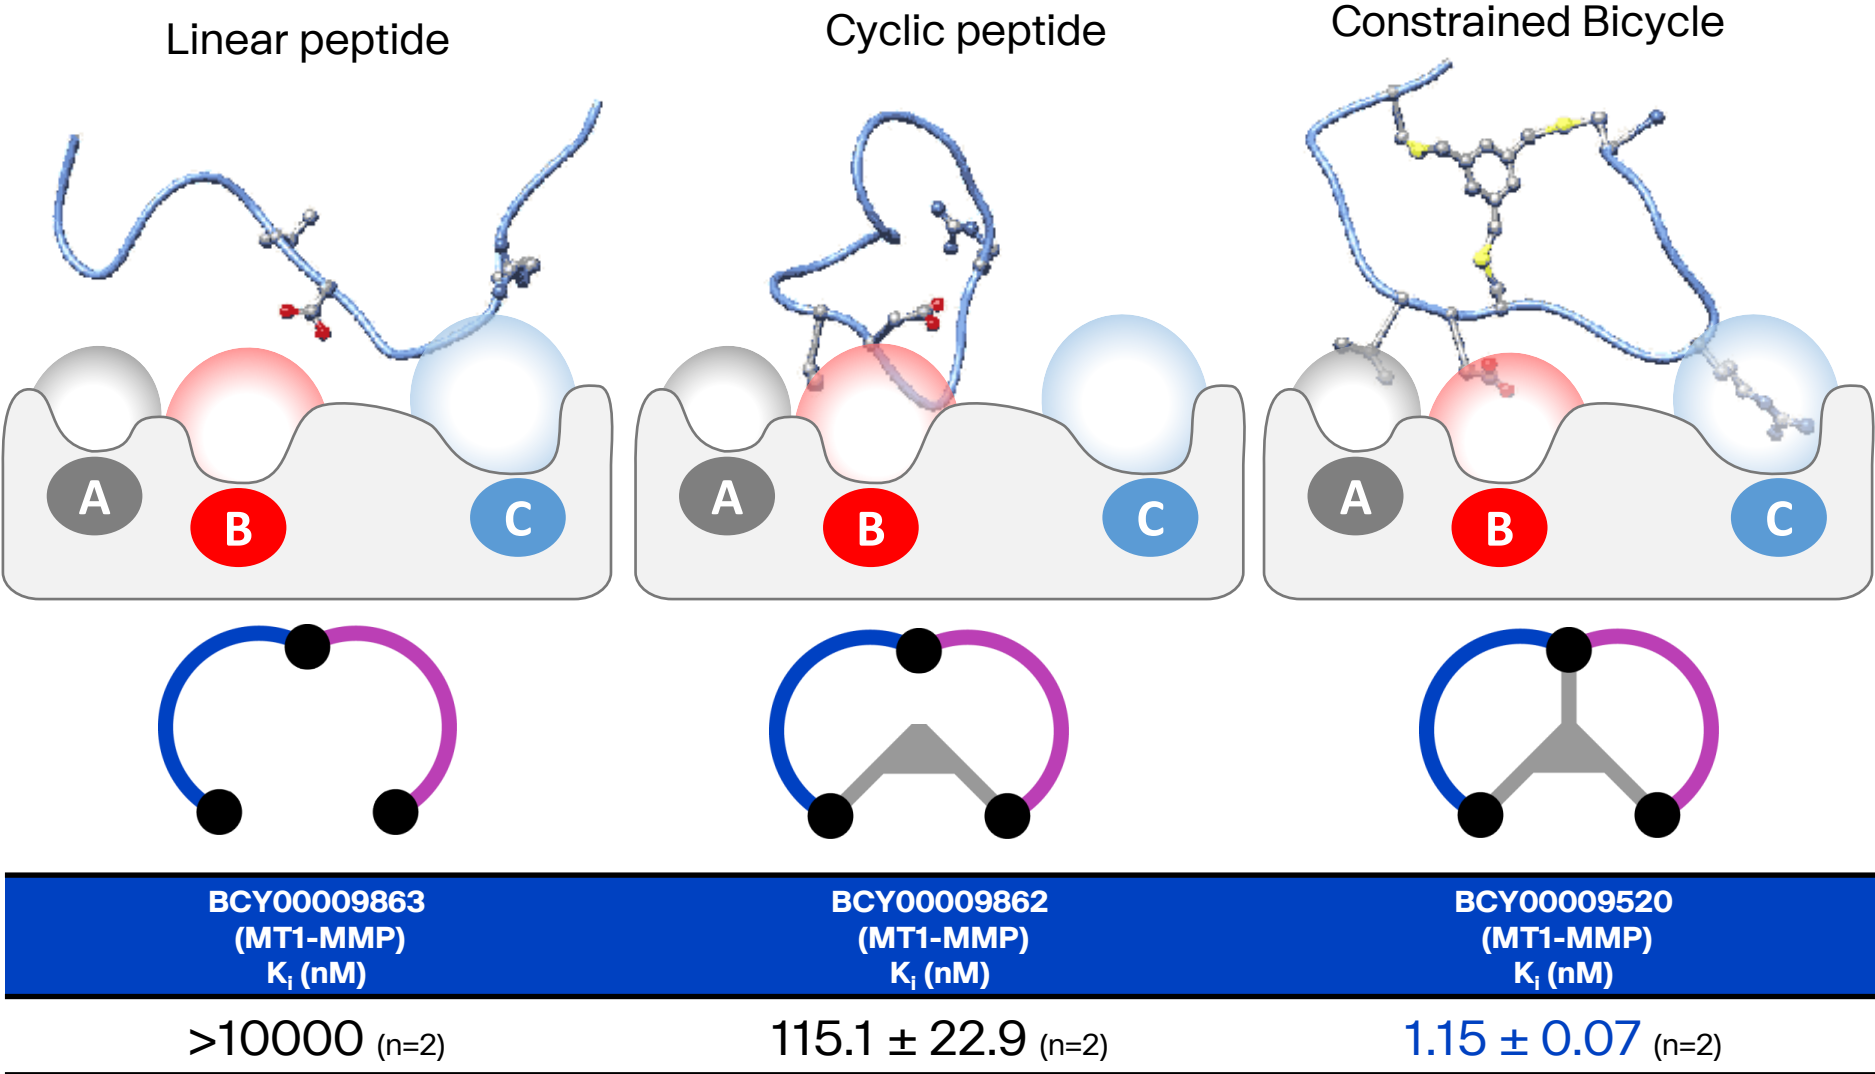 Linear peptide
Cyclic peptide
Constrained Bicycle
A
B
C
A
B
C
A
B
C
BCY00009863
(MT1-MMP)
Ki (nM)
BCY00009862
(MT1-MMP)
Ki (nM)
BCY00009520
(MT1-MMP)
Ki (nM)
>10000 (n=2)
115.1 ± 22.9 (n=2)
1.15 ± 0.07 (n=2)